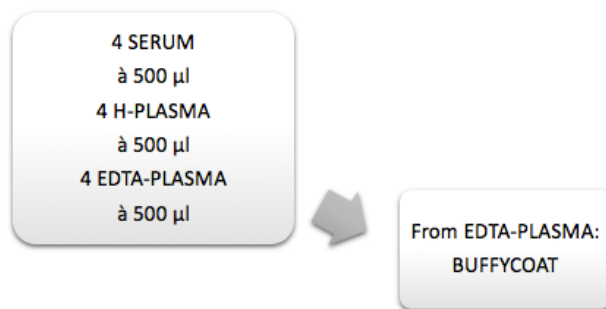 4 SERUM
à 500 µl
4 H-PLASMA
à 500 µl
4 EDTA-PLASMA
à 500 µl
From EDTA-PLASMA:
BUFFYCOAT